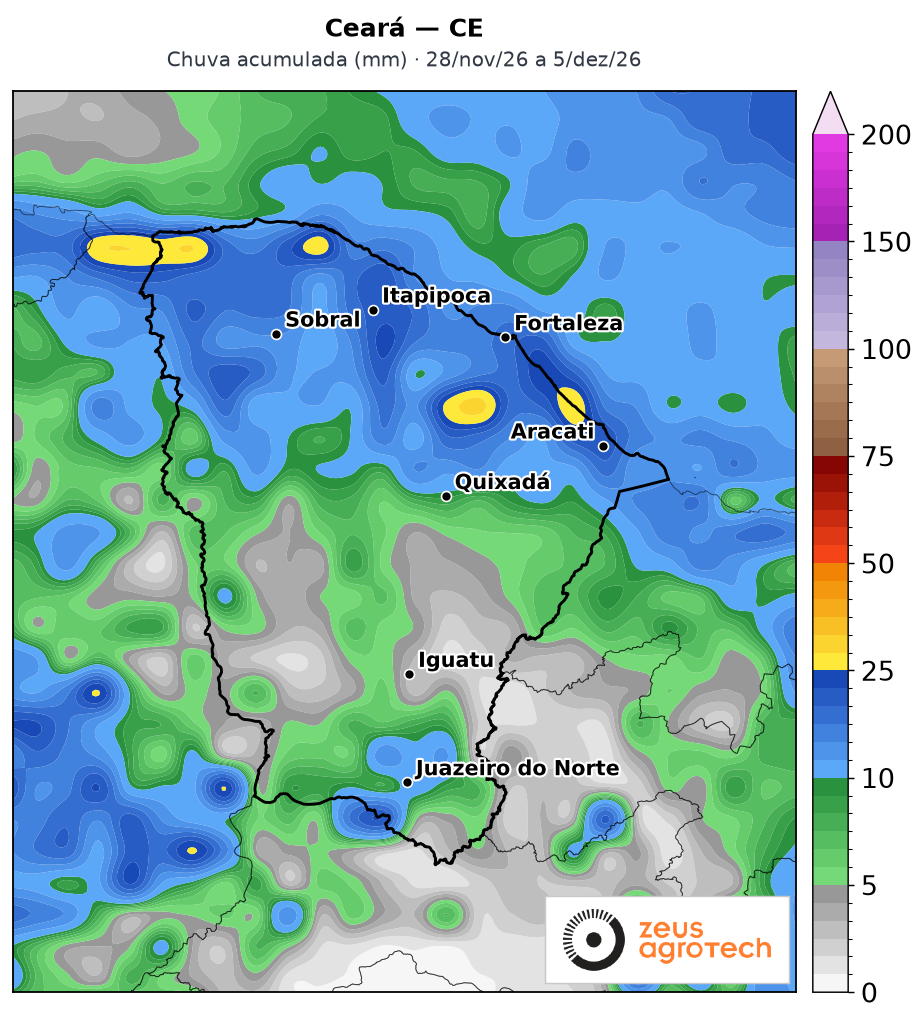 Ceará — CE
Chuva acumulada (mm) · 28/nov/26 a 5/dez/26
200
150
100
75
50
25
10
5
0
Itapipoca
Sobral
Fortaleza
Aracati
Quixadá
Iguatu
Juazeiro do Norte
zeus
agrotech